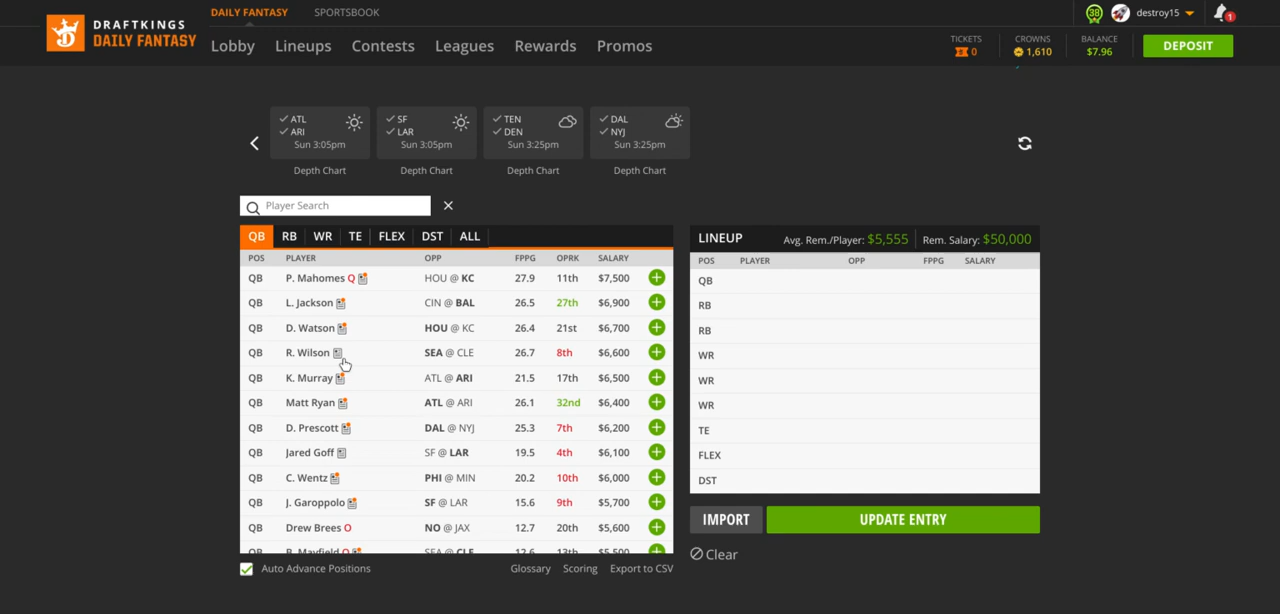 DAILY FANTASY SPORTSBOOK
38 destroy15 1
DRAFTKINGS
DAILY FANTASY
Lobby Lineups Contests Leagues Rewards Promos
TICKETS CROWNS BALANCE
0 1,610 $7.96
DEPOSIT
ATL SF TEN DAL
ARI LAR DEN NYJ
Sun 3:05pm Sun 3:05pm Sun 3:25pm Sun 3:25pm
Depth Chart Depth Chart Depth Chart Depth Chart
Player Search
QB RB WR TE FLEX DST ALL
POS PLAYER OPP FPPG OPRK SALARY
QB P. Mahomes Q HOU @ KC 27.9 11th $7,500
QB L. Jackson CIN @ BAL 26.5 27th $6,900
QB D. Watson HOU @ KC 26.4 21st $6,700
QB R. Wilson SEA @ CLE 26.7 8th $6,600
QB K. Murray ATL @ ARI 21.5 17th $6,500
QB Matt Ryan ATL @ ARI 26.1 32nd $6,400
QB D. Prescott DAL @ NYJ 25.3 7th $6,200
QB Jared Goff SF @ LAR 19.5 4th $6,100
QB C. Wentz PHI @ MIN 20.2 10th $6,000
QB J. Garoppolo SF @ LAR 15.6 9th $5,700
QB Drew Brees O NO @ JAX 12.7 20th $5,600
QB B. Mayfield Q SEA @ CLE 12.6 13th $5,500
Auto Advance Positions Glossary Scoring Export to CSV
LINEUP Avg. Rem./Player: $5,555 Rem. Salary: $50,000
POS PLAYER OPP FPPG SALARY
QB
RB
RB
WR
WR
WR
TE
FLEX
DST
IMPORT UPDATE ENTRY
Clear